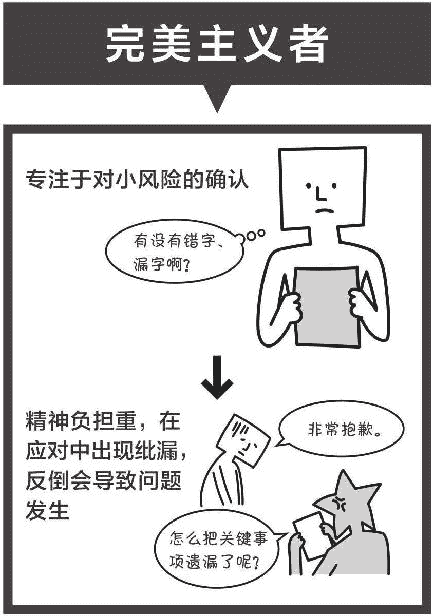 完美主义者
专注于对小风险的确认
有没有错字、
漏字啊？
精神负担重，在
应对中出现纰漏，
反倒会导致问题
发生
非常抱歉。
怎么把关键事
项遗漏了呢？